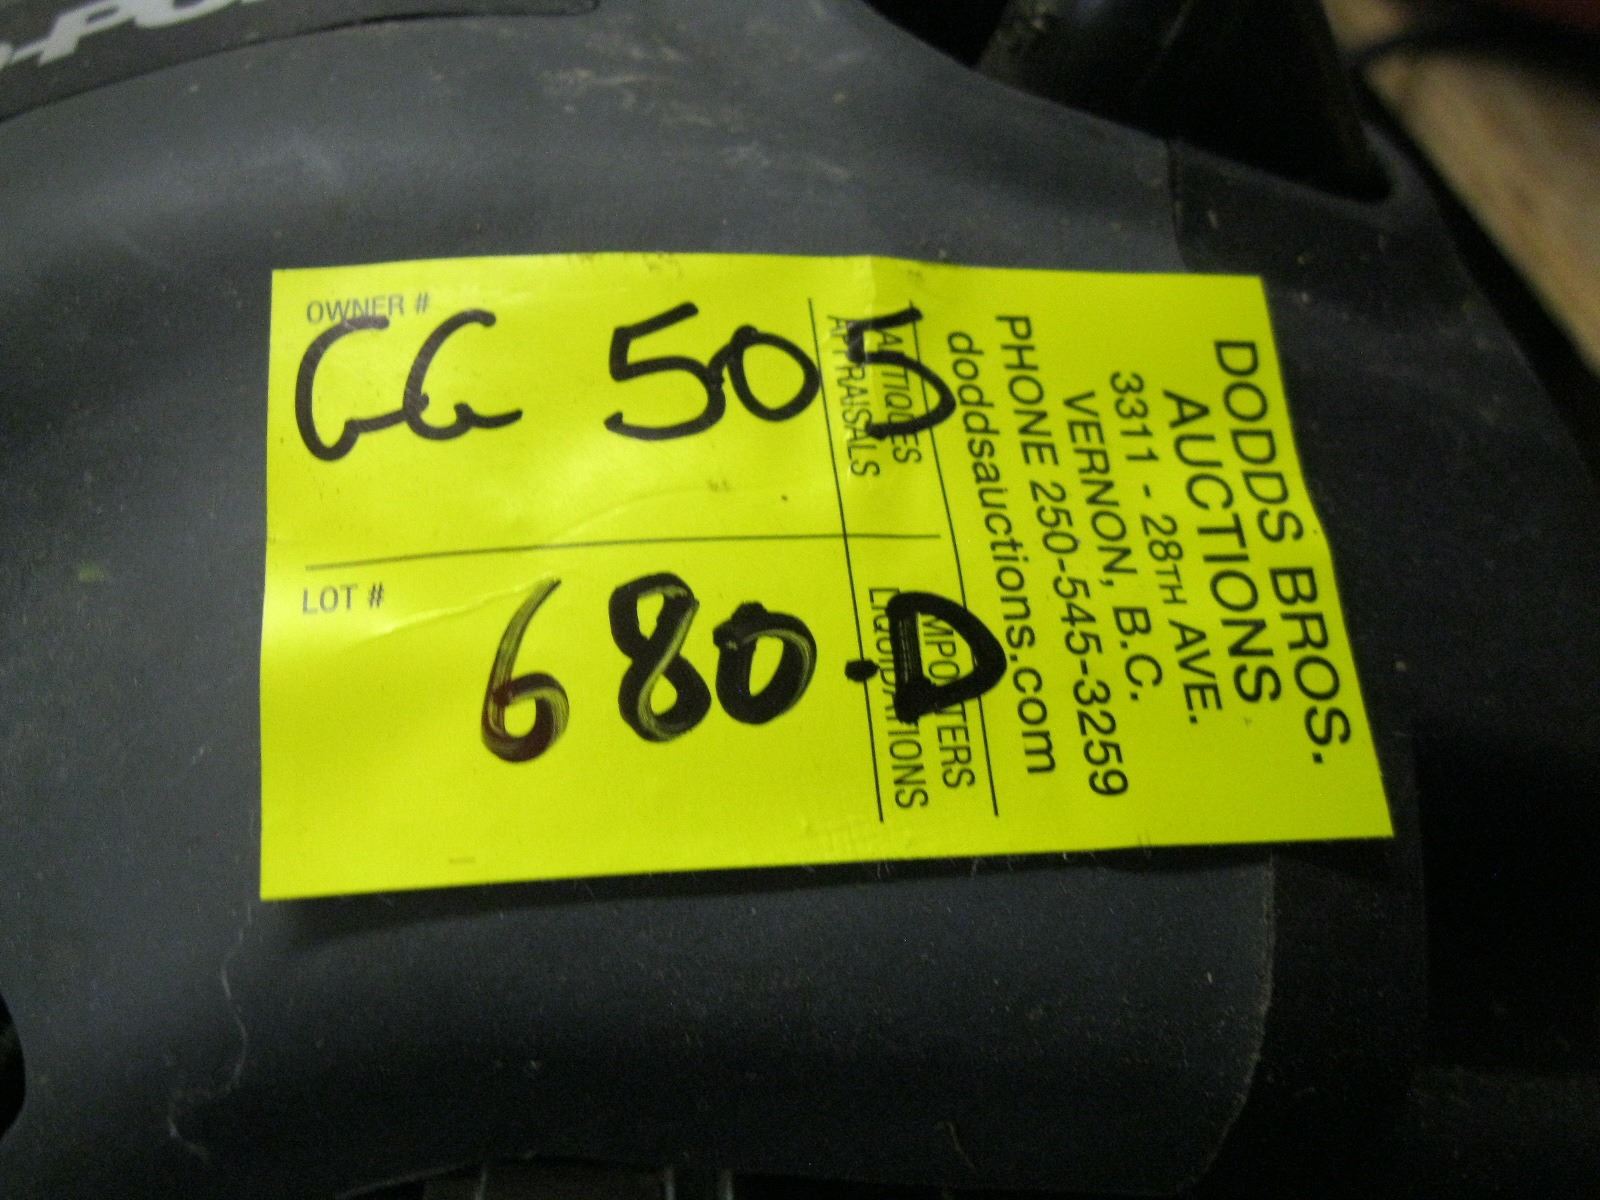 OWNER #
GG 505
LOT #
680.D
DODDS BROS.
AUCTIONS
3311 - 28TH AVE.
VERNON, B.C.
PHONE 250-545-3259
doddsauctions.com
ANTIQUES IMPORTERS
APPRAISALS LIQUIDATIONS